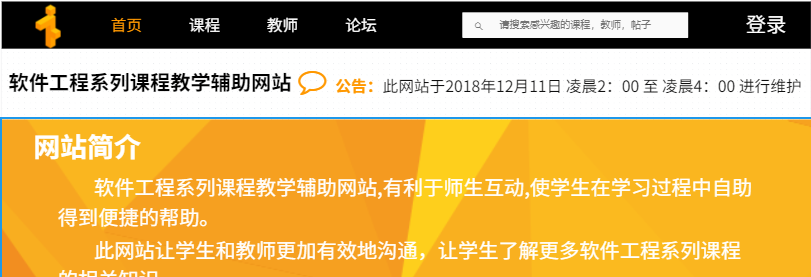 首页 课程 教师 论坛 请搜索感兴趣的课程，教师，帖子 登录
软件工程系列课程教学辅助网站 公告：此网站于2018年12月11日 凌晨2：00 至 凌晨4：00 进行维护
网站简介
软件工程系列课程教学辅助网站,有利于师生互动,使学生在学习过程中自助
得到便捷的帮助。
此网站让学生和教师更加有效地沟通，让学生了解更多软件工程系列课程
的相关知识